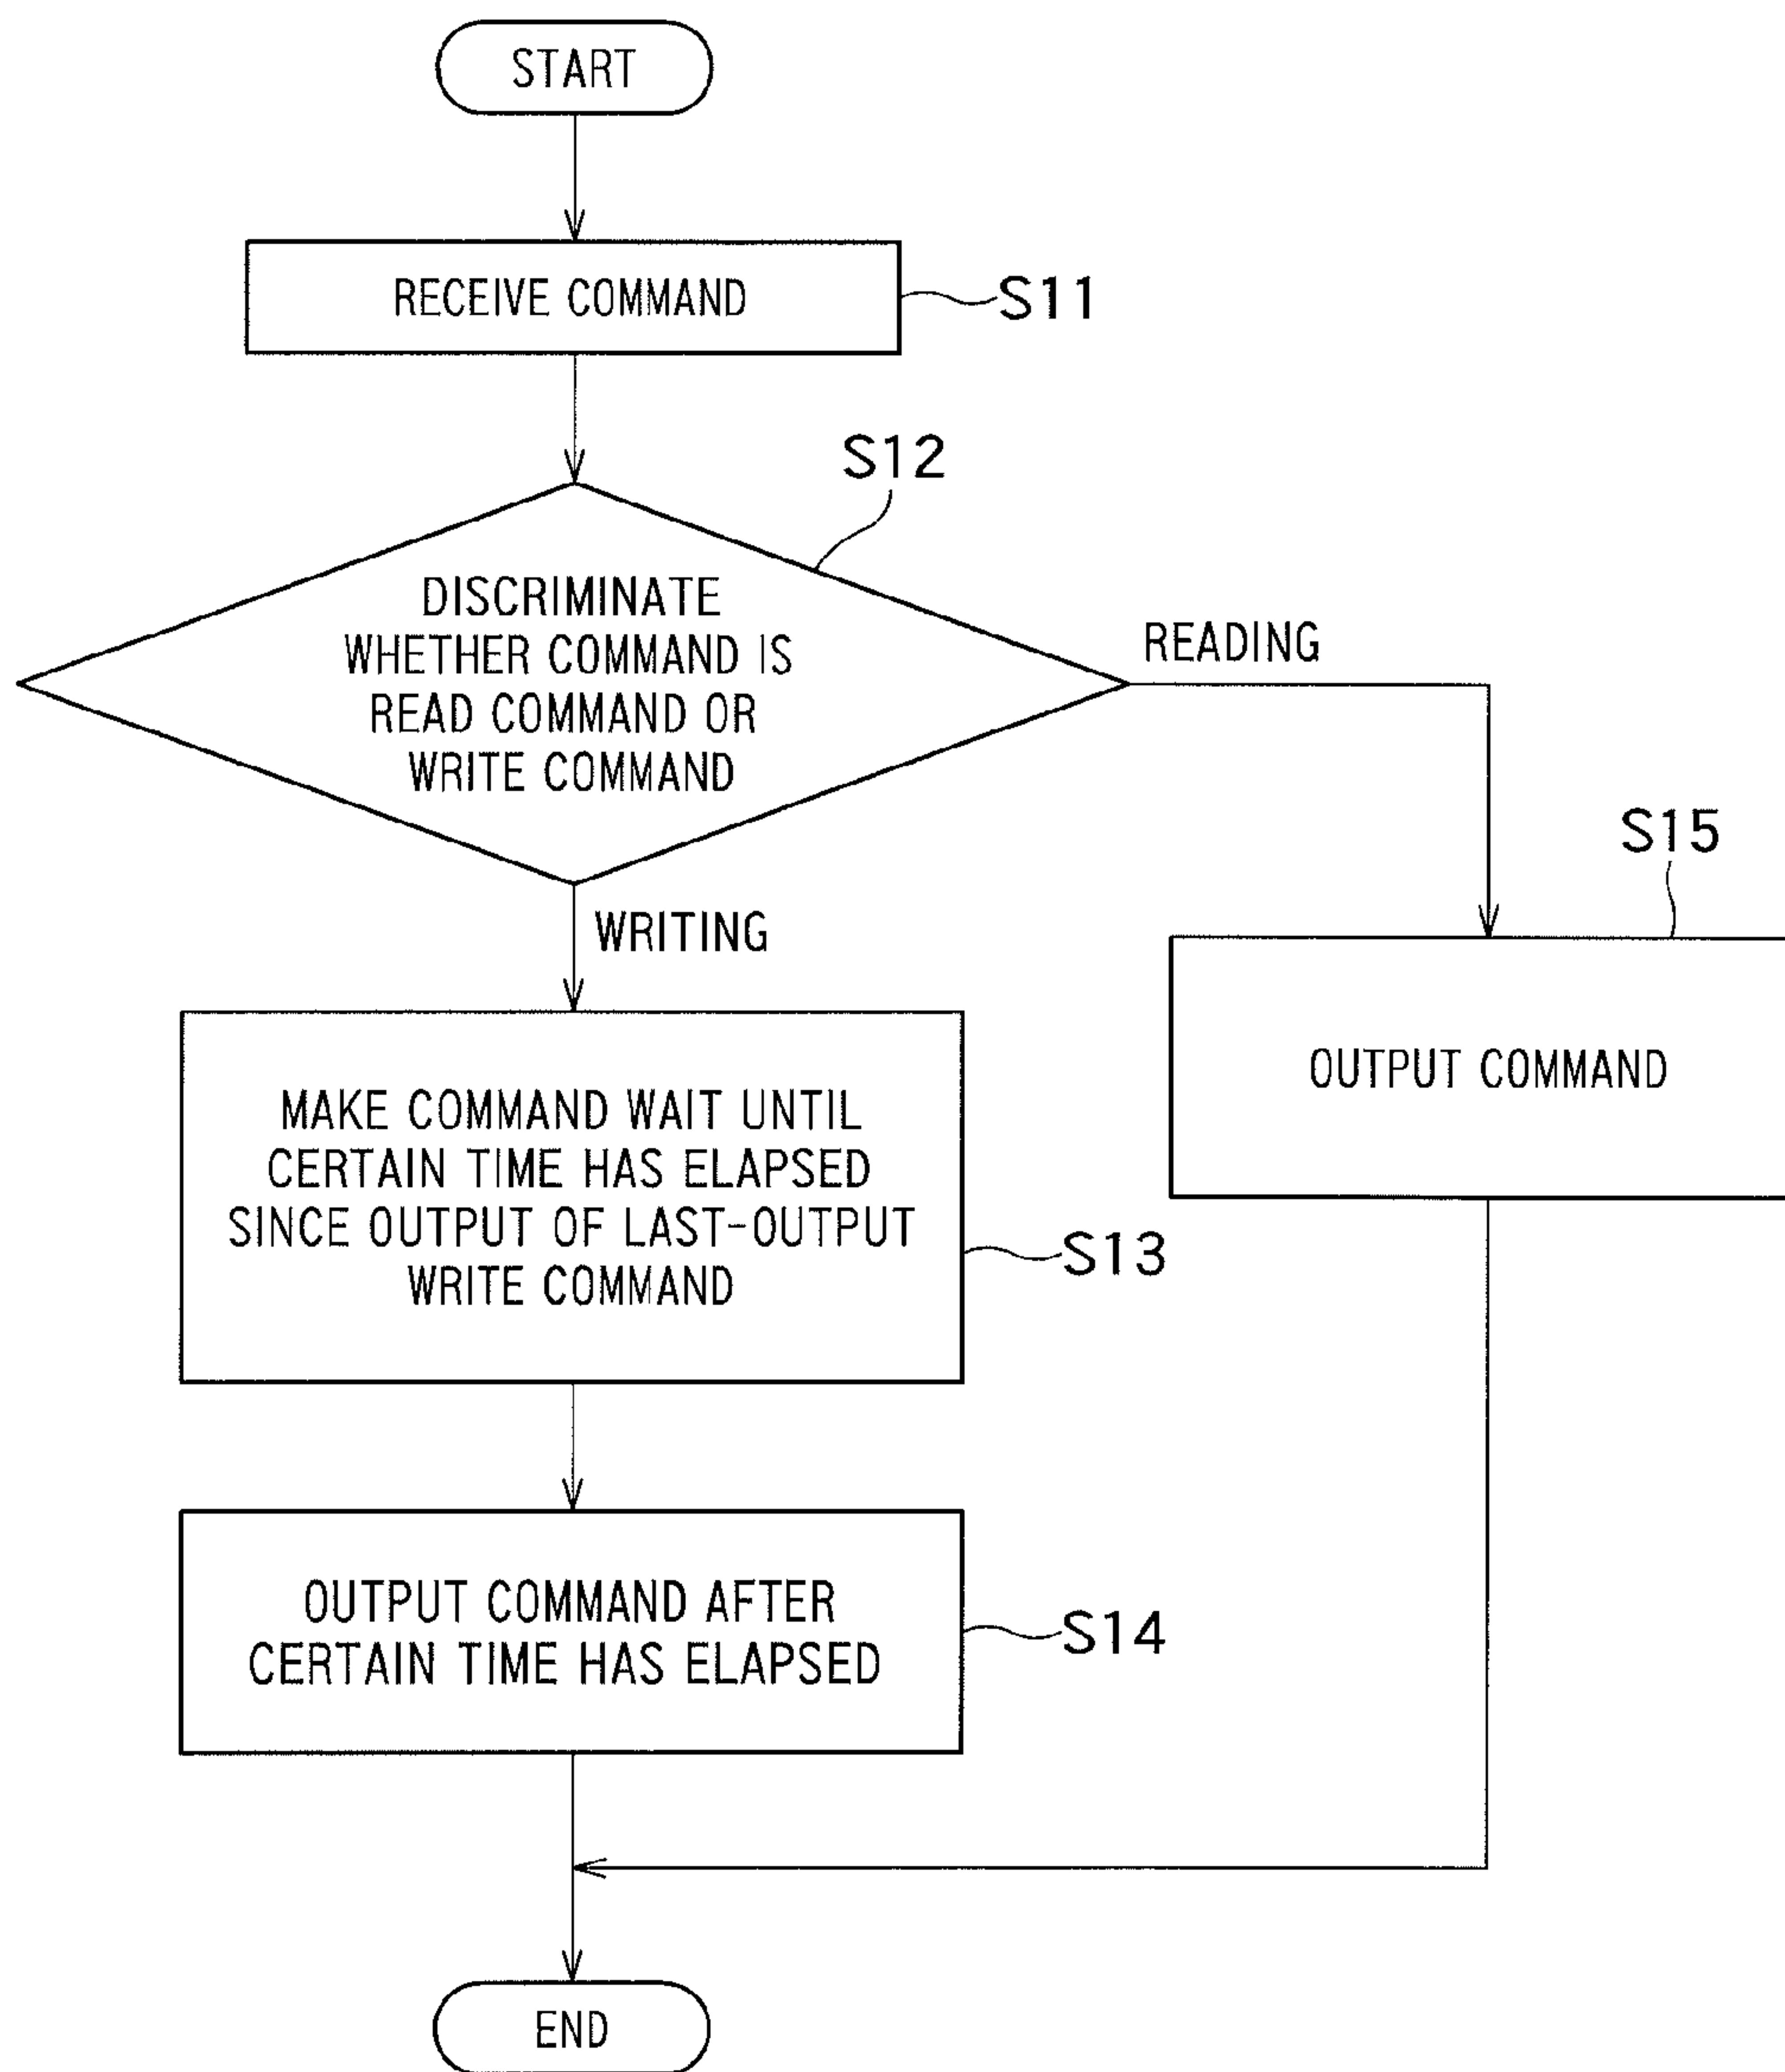 START
RECEIVE COMMAND
S11
S12
DISCRIMINATE
WHETHER COMMAND IS
READ COMMAND OR
WRITE COMMAND
READING
WRITING
S15
OUTPUT COMMAND
MAKE COMMAND WAIT UNTIL
CERTAIN TIME HAS ELAPSED
SINCE OUTPUT OF LAST-OUTPUT
WRITE COMMAND
S13
OUTPUT COMMAND AFTER
CERTAIN TIME HAS ELAPSED
S14
END